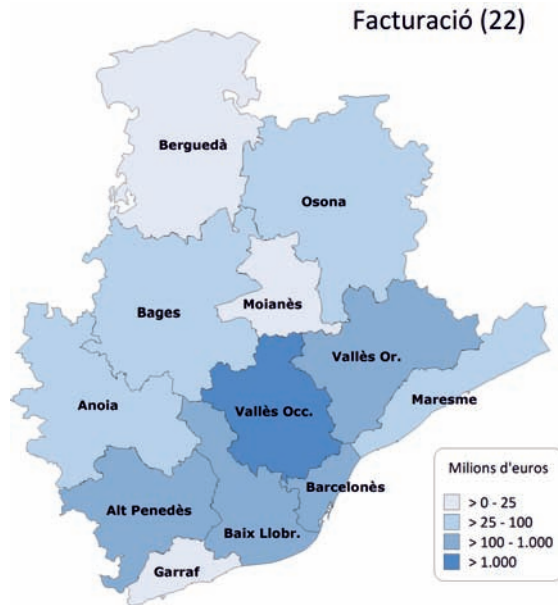 Facturació (22)
Berguedà
Osona
Moianès
Bages
Vallès Or.
Maresme
Anoia
Vallès Occ.
Barcelonès
Alt Penedès
Baix Llobr.
Garraf
Milions d'euros
> 0 - 25
> 25 - 100
> 100 - 1.000
> 1.000